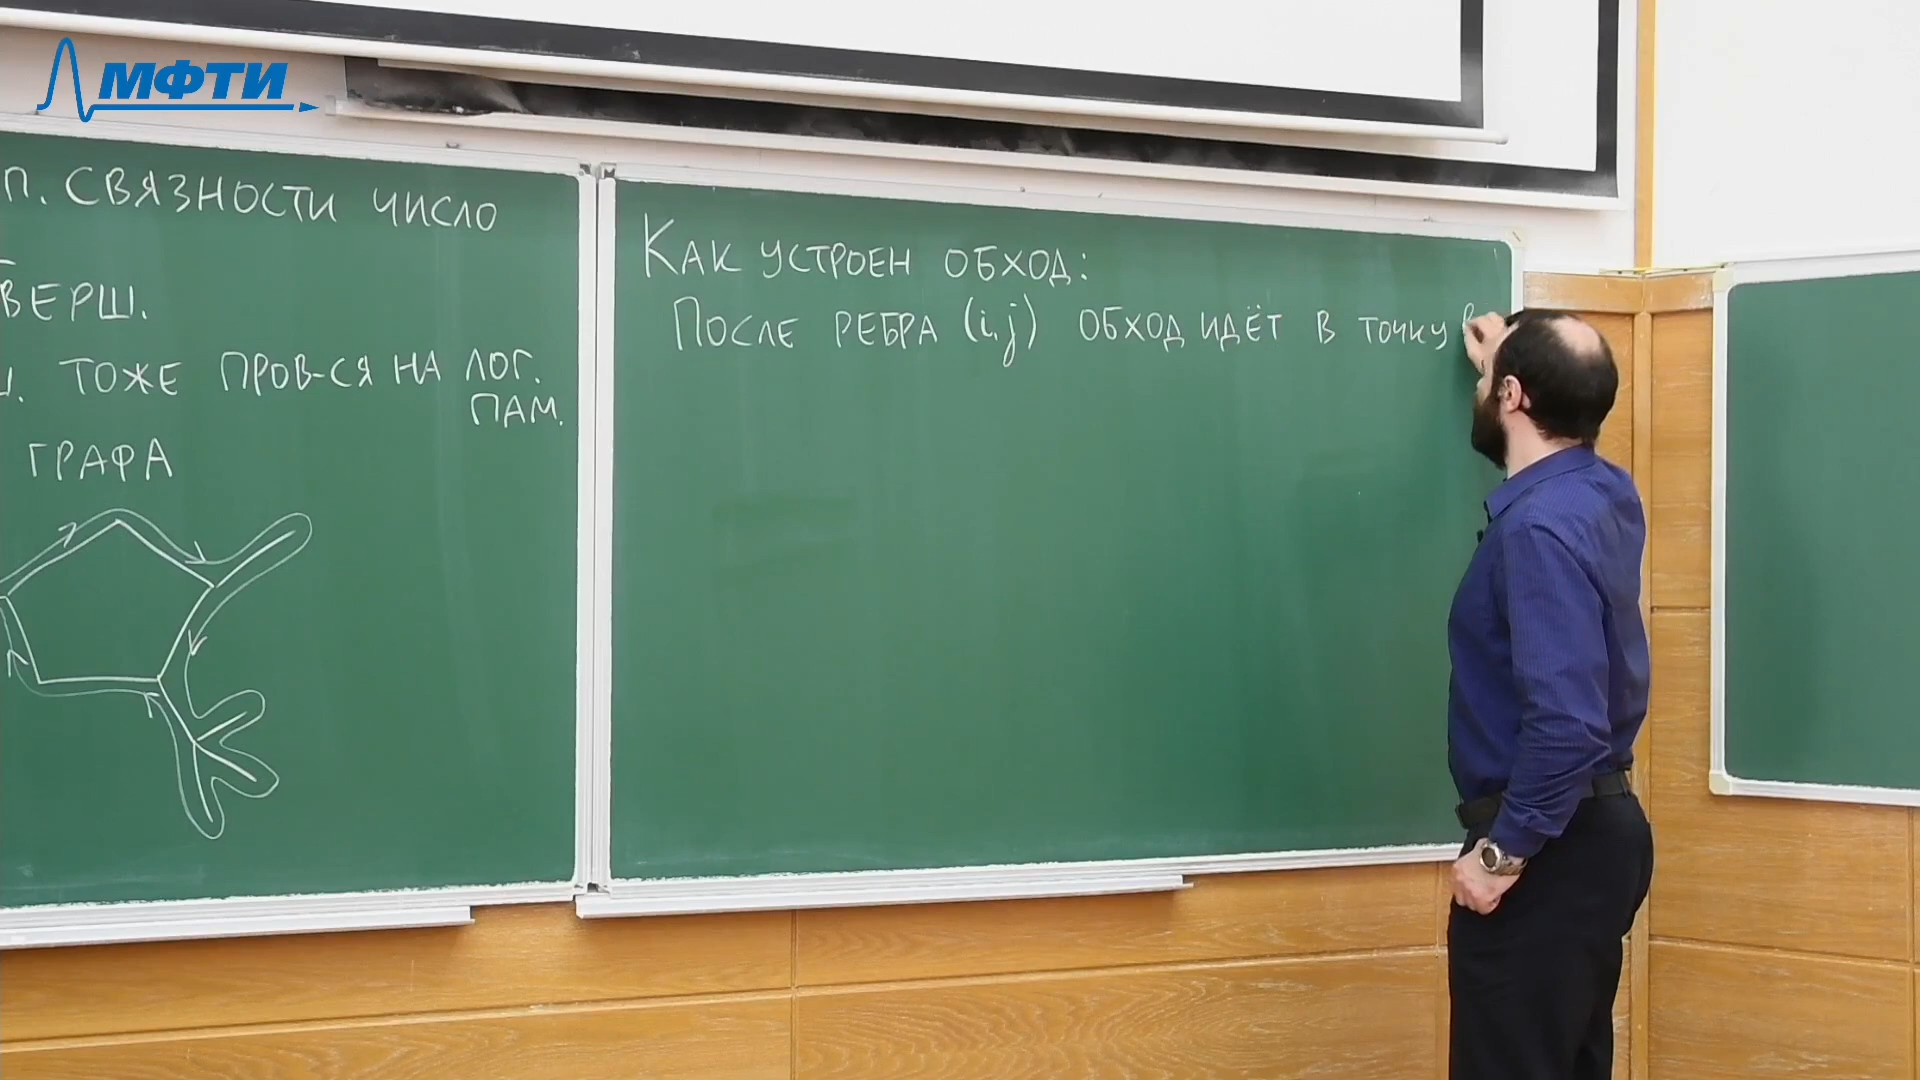 МФТИ
П. СВЯЗНОСТИ ЧИСЛО
ВЕРШ.
ТОЖЕ ПРОВ-СЯ НА ЛОГ.
ПАМ.
ГРАФА
КАК УСТРОЕН ОБХОД:
ПОСЛЕ РЕБРА (i,j) ОБХОД ИДЁТ В ТОЧКУ